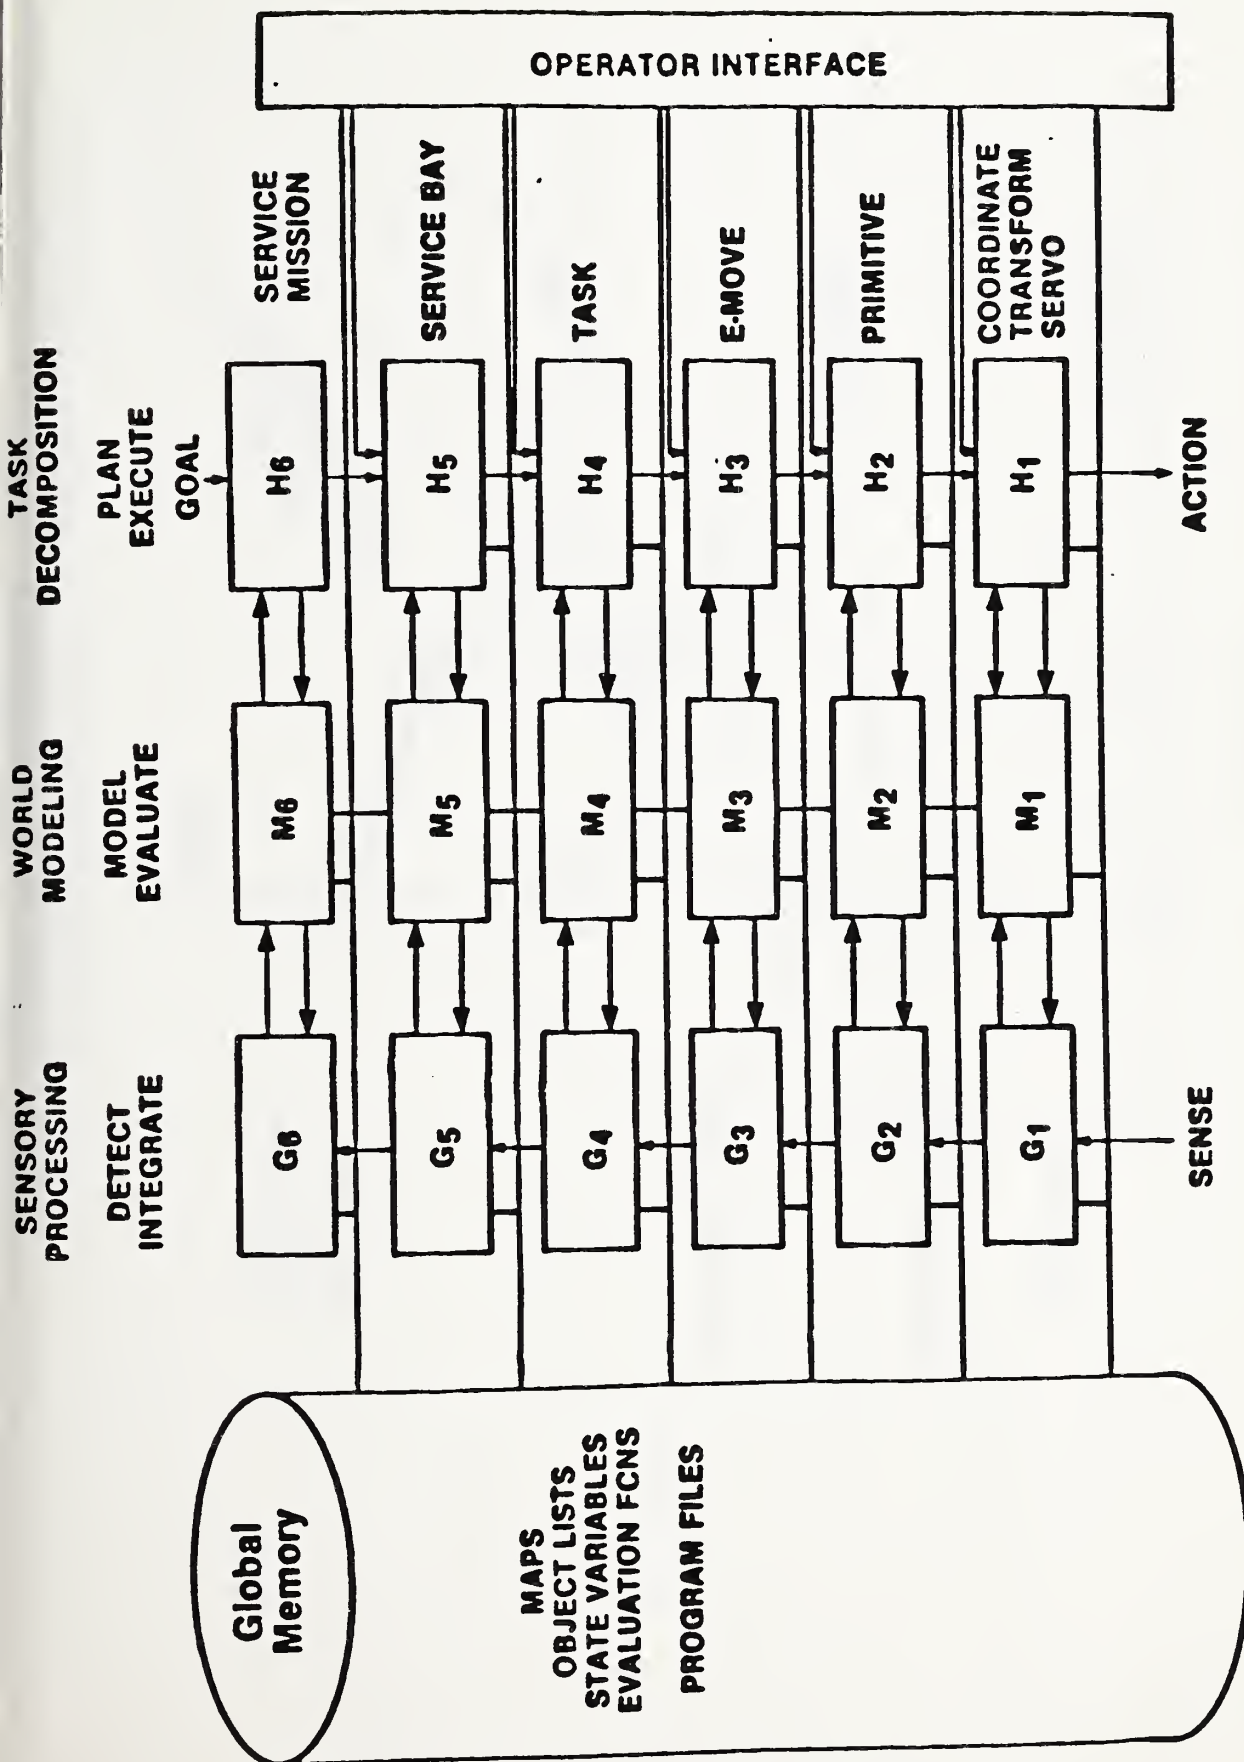 SENSORY
PROCESSING
WORLD
MODELING
TASK
DECOMPOSITION
DETECT
INTEGRATE
MODEL
EVALUATE
PLAN
EXECUTE
GOAL
Global
Memory
G6
M6
H6
SERVICE
MISSION
G5
M5
H5
SERVICE BAY
MAPS
OBJECT LISTS
STATE VARIABLES
EVALUATION FCNS
PROGRAM FILES
G4
M4
H4
TASK
G3
M3
H3
E-MOVE
G2
M2
H2
PRIMITIVE
G1
M1
H1
COORDINATE
TRANSFORM
SERVO
SENSE
ACTION
OPERATOR INTERFACE